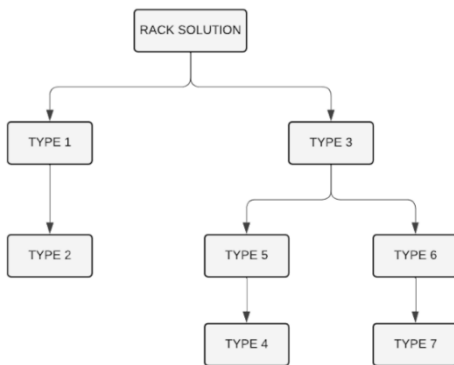 RACK SOLUTION
TYPE 1
TYPE 3
TYPE 2
TYPE 5
TYPE 6
TYPE 4
TYPE 7